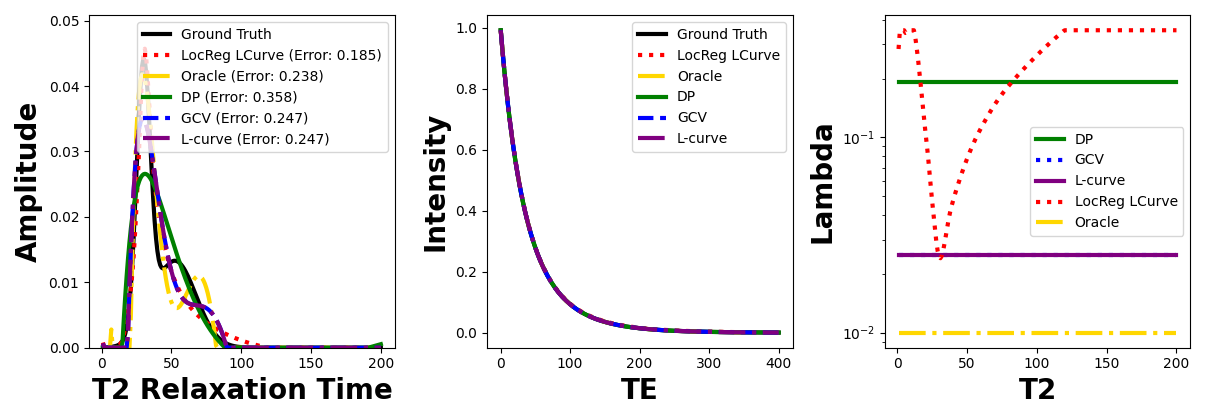 0.05
0.04
0.03
0.02
0.01
0.00
0
50
100
150
200
Amplitude
T2 Relaxation Time
Ground Truth
LocReg LCurve (Error: 0.185)
Oracle (Error: 0.238)
DP (Error: 0.358)
GCV (Error: 0.247)
L-curve (Error: 0.247)
1.0
0.8
0.6
0.4
0.2
0.0
0
100
200
300
400
Intensity
TE
Ground Truth
LocReg LCurve
Oracle
DP
GCV
L-curve
10⁻¹
10⁻²
0
50
100
150
200
Lambda
T2
DP
GCV
L-curve
LocReg LCurve
Oracle